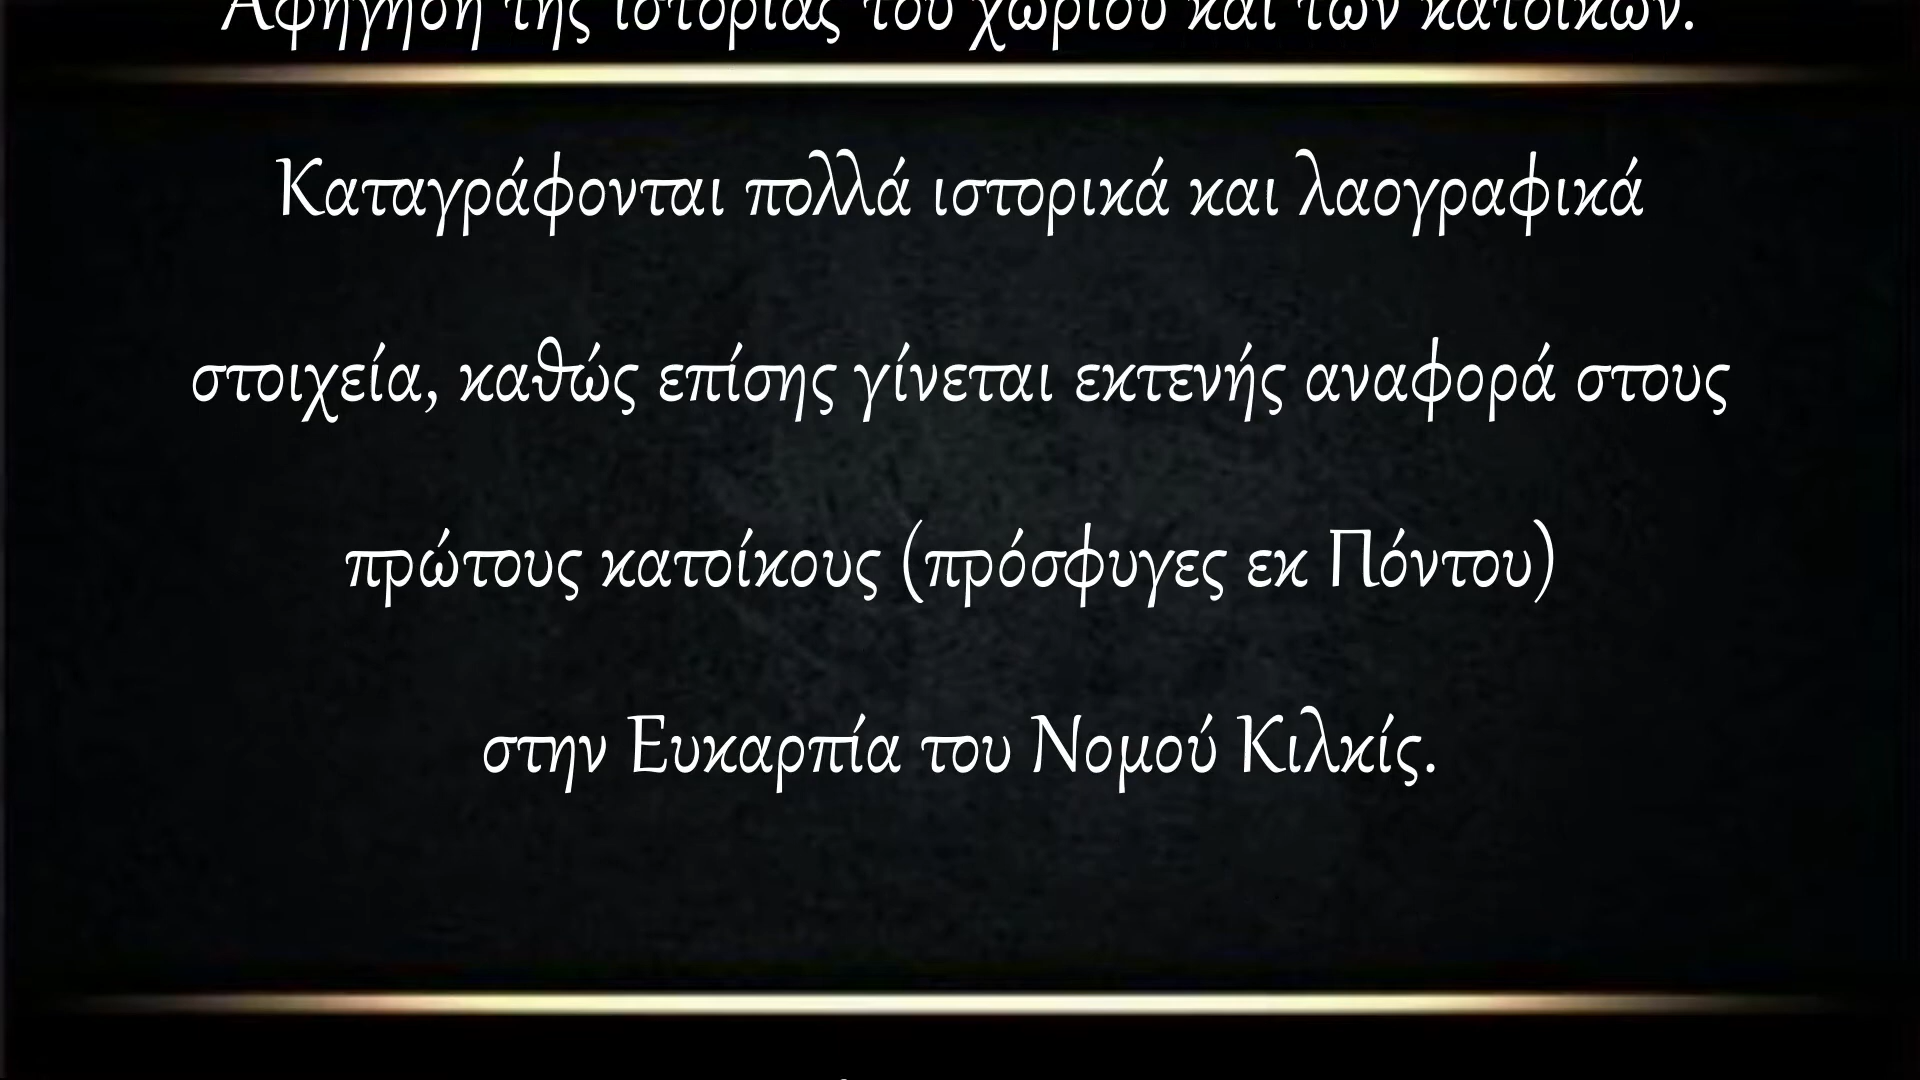 Αφήγηση της ιστορίας του χωριού και των κατοίκων.
Καταγράφονται πολλά ιστορικά και λαογραφικά
στοιχεία, καθώς επίσης γίνεται εκτενής αναφορά στους
πρώτους κατοίκους (πρόσφυγες εκ Πόντου)
στην Ευκαρπία του Νομού Κιλκίς.